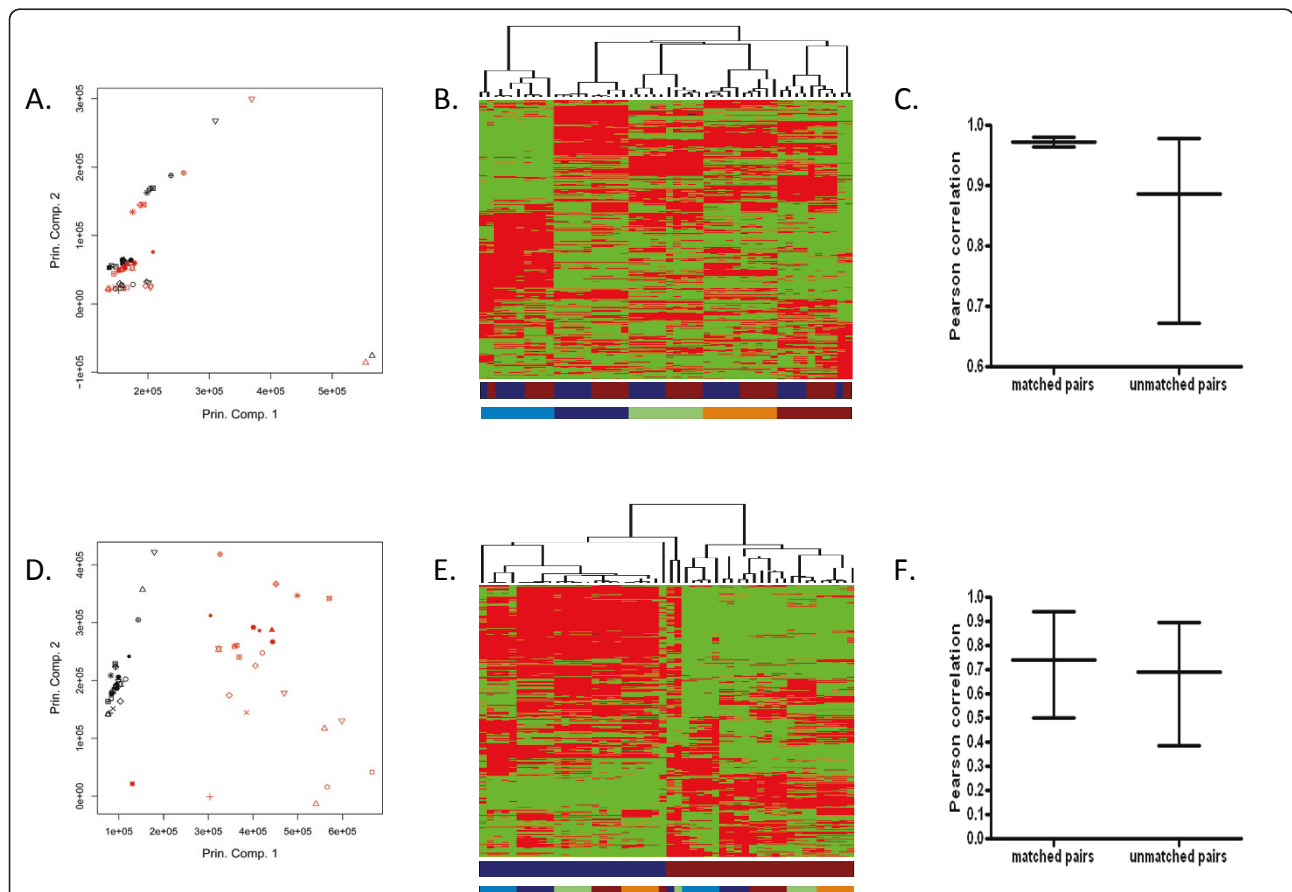 A.
3e+05
2e+05
1e+05
0e+00
−1e+05
Prin. Comp. 2
2e+05 3e+05 4e+05 5e+05
Prin. Comp. 1
B.
C.
1.0
0.9
0.8
0.7
0.6
Pearson correlation
matched pairs unmatched pairs
D.
4e+05
3e+05
2e+05
1e+05
0e+00
Prin. Comp. 2
1e+05 2e+05 3e+05 4e+05 5e+05 6e+05
Prin. Comp. 1
E.
F.
1.0
0.9
0.8
0.7
0.6
0.5
0.4
0.3
0.2
0.1
0.0
Pearson correlation
matched pairs unmatched pairs